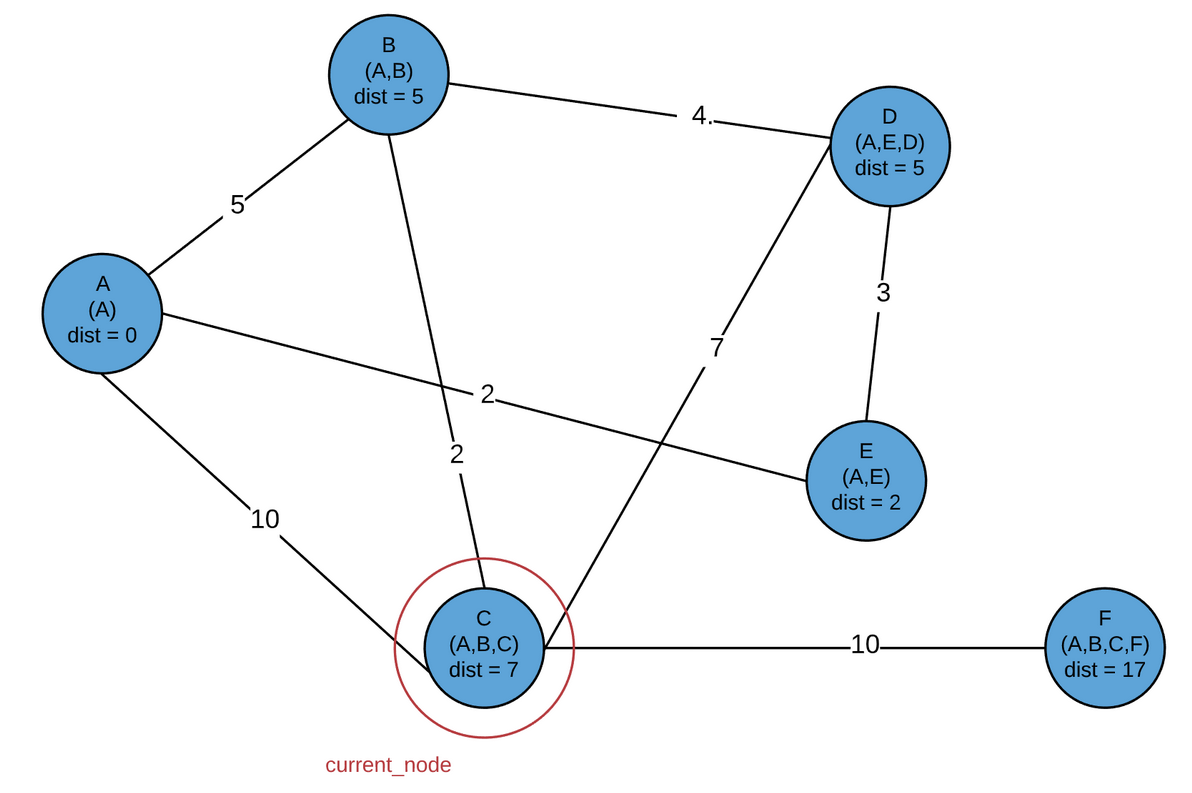 B
(A,B)
dist = 5
4.
D
(A,E,D)
dist = 5
5
A
(A)
dist = 0
3
7
2
2
E
(A,E)
dist = 2
10
C
(A,B,C)
dist = 7
10
F
(A,B,C,F)
dist = 17
current_node